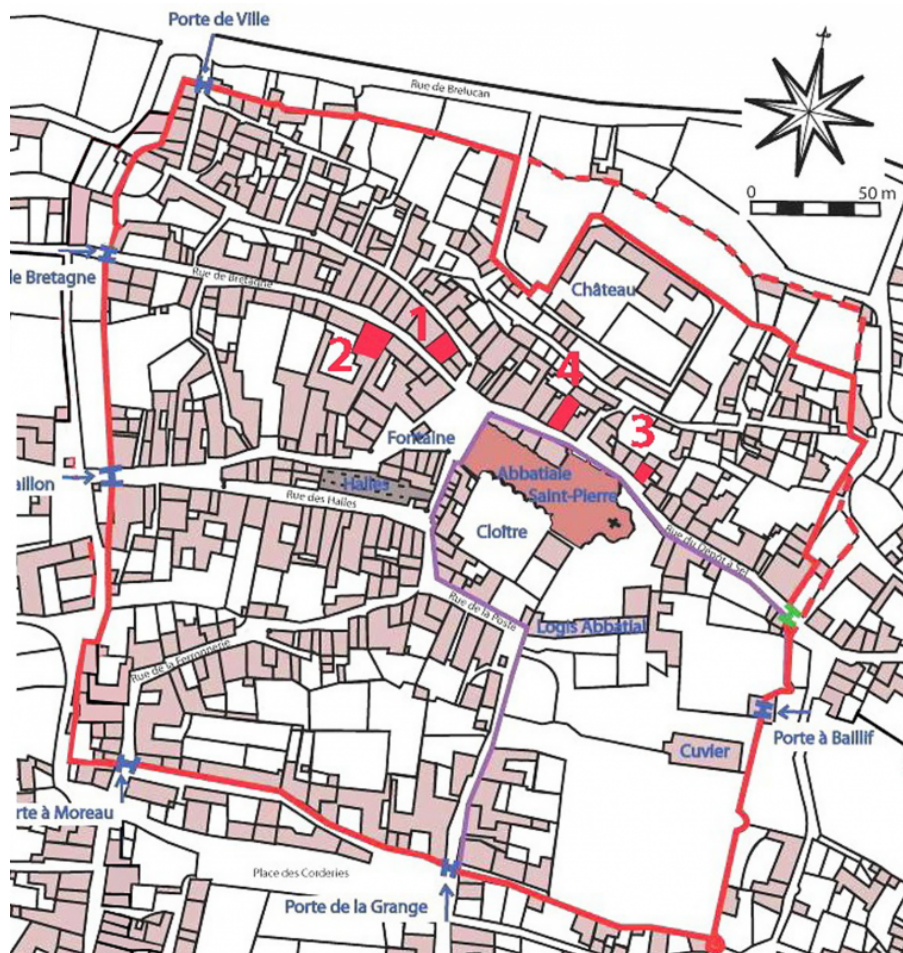 Porte de Ville
Rue de Brelucan
0 50 m
de Bretagne
Rue de Bretagne
Château
1
2
4
3
Fontaine
aillon
Halles
Rue des Halles
Abbatiale
Saint-Pierre
Cloître
Rue du Dépôt à Sel
Rue de la Poste
Logis Abbatial
Rue de la Ferronnerie
Porte à Baillif
Cuvier
rte à Moreau
Place des Corderies
Porte de la Grange